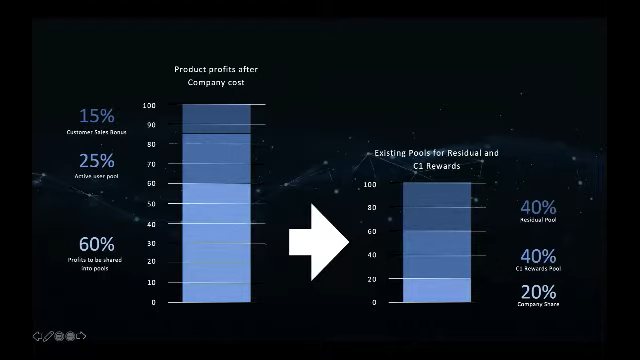 Product profits after
Company cost
15%
Customer Sales Bonus
25%
Active user pool
60%
Profits to be shared
into pools
100
90
80
70
60
50
40
30
20
10
0
Existing Pools for Residual and
C1 Rewards
100
80
60
40
20
0
40%
Residual Pool
40%
C1 Rewards Pool
20%
Company Share